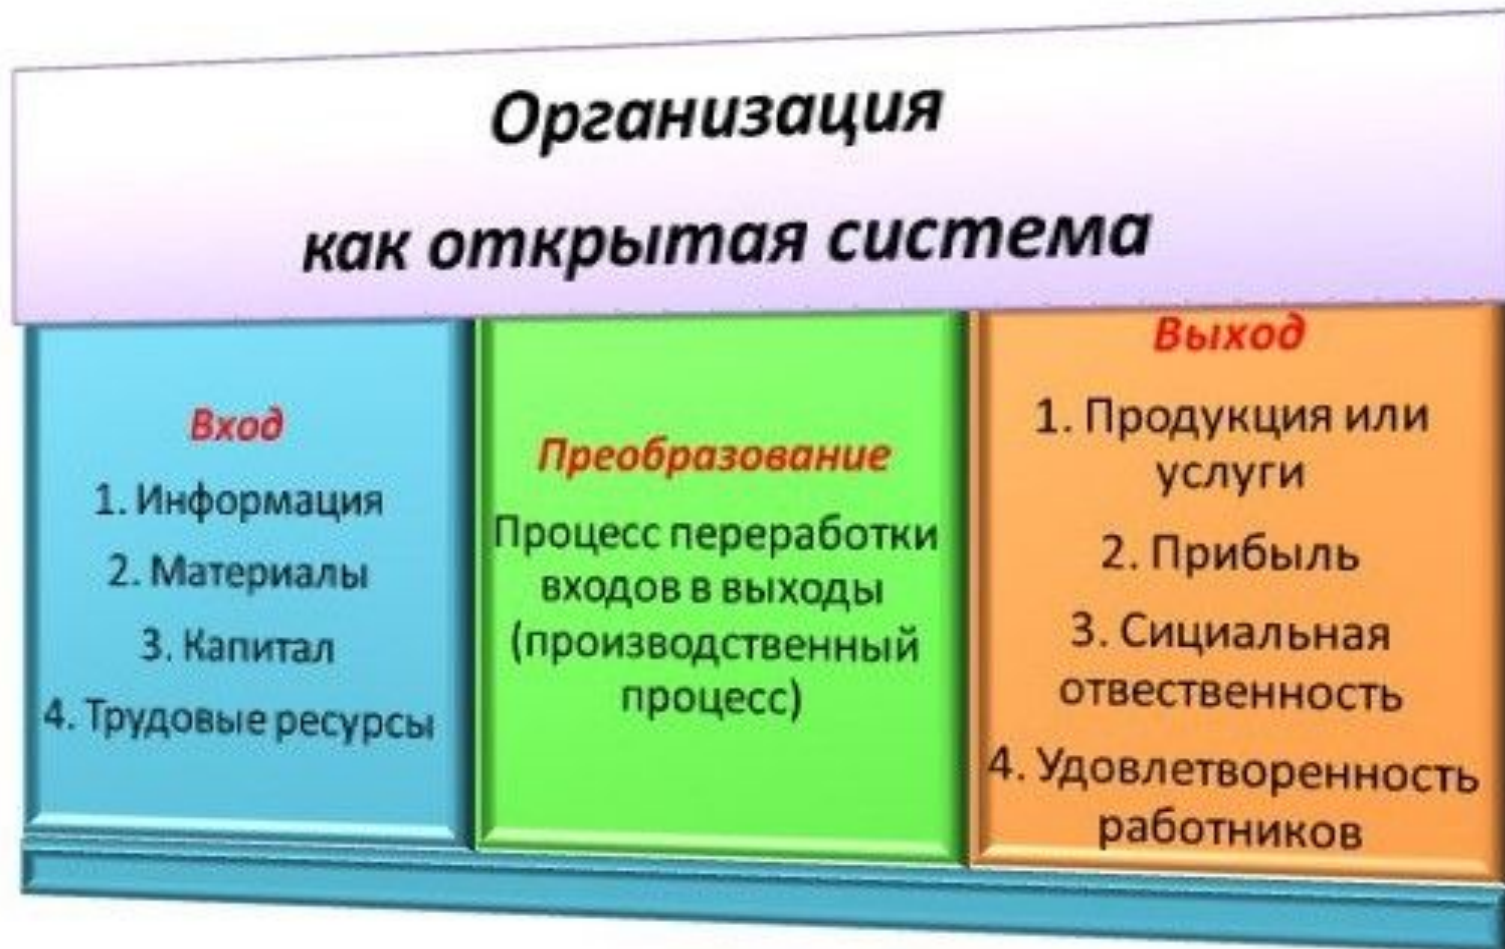 Организация
как открытая система
Вход
1. Информация
2. Материалы
3. Капитал
4. Трудовые ресурсы
Преобразование
Процесс переработки
входов в выходы
(производственный
процесс)
Выход
1. Продукция или
услуги
2. Прибыль
3. Сициальная
отвественность
4. Удовлетворенность
работников